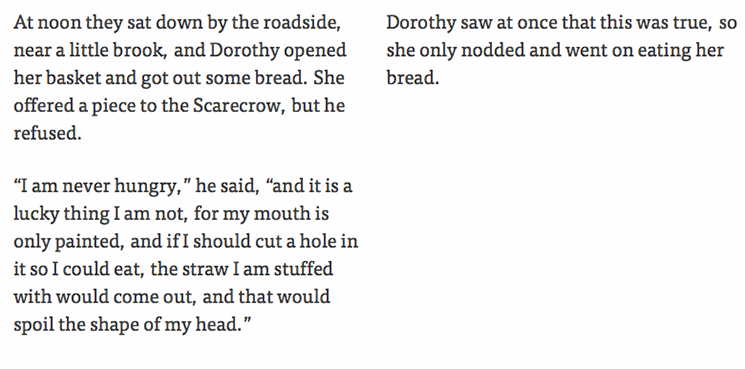 At noon they sat down by the roadside,
near a little brook, and Dorothy opened
her basket and got out some bread. She
offered a piece to the Scarecrow, but he
refused.
“I am never hungry,” he said, “and it is a
lucky thing I am not, for my mouth is
only painted, and if I should cut a hole in
it so I could eat, the straw I am stuffed
with would come out, and that would
spoil the shape of my head.”
Dorothy saw at once that this was true, so
she only nodded and went on eating her
bread.